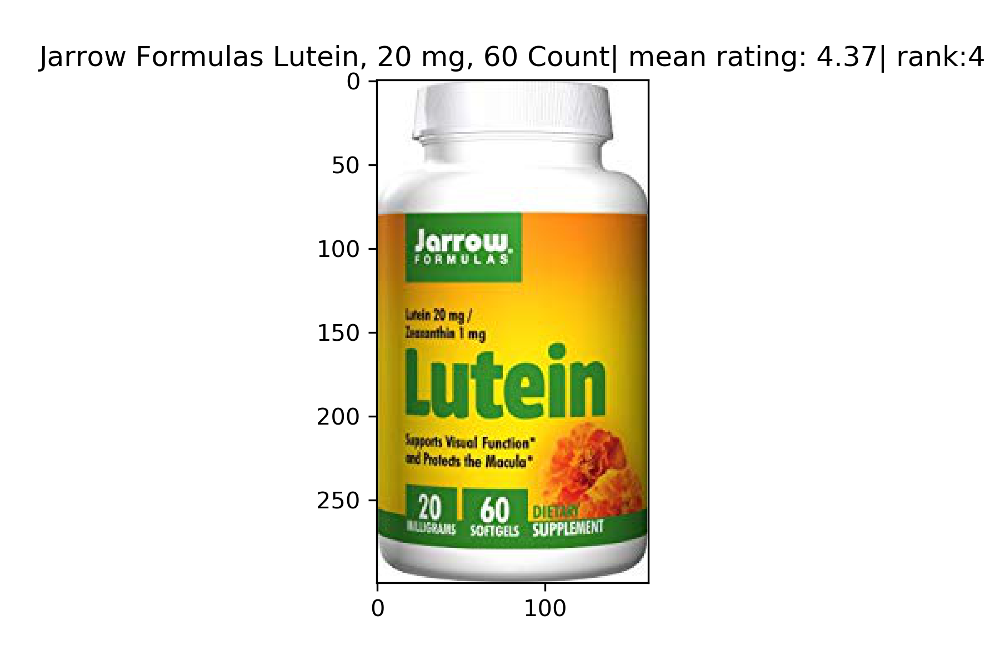 Jarrow Formulas Lutein, 20 mg, 60 Count| mean rating: 4.37| rank:4
0
50
100
150
200
250
Jarrow.
FORMULAS
Lutein 20 mg /
Zeaxanthin 1 mg
Lutein
Supports Visual Function*
and Protects the Macula*
20
MILLIGRAMS
60
SOFTGELS
DIETARY
SUPPLEMENT
0 100